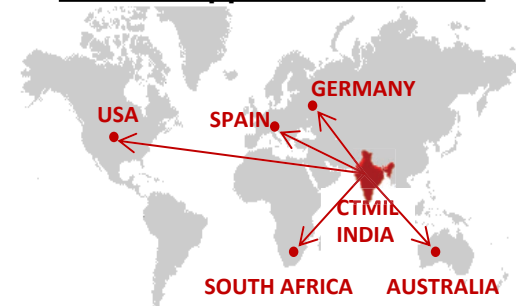 GERMANY
USA
SPAIN
CTMIL
INDIA
SOUTH AFRICA
AUSTRALIA